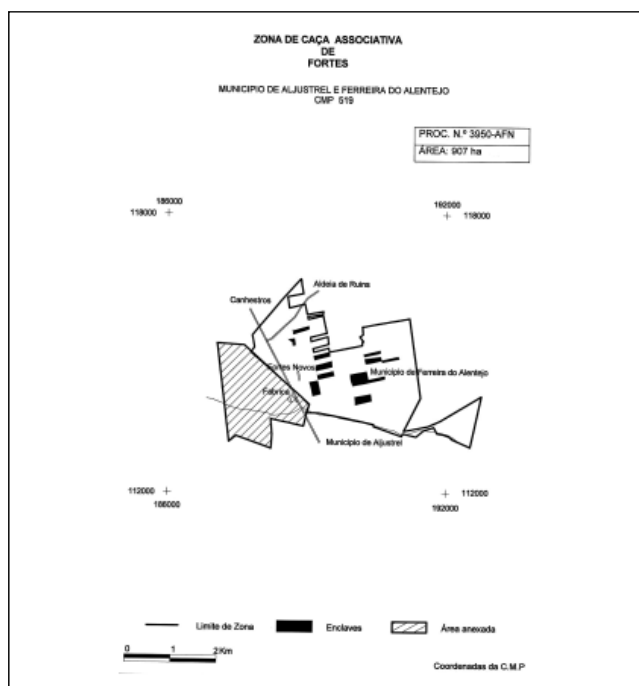 ZONA DE CAÇA ASSOCIATIVA
DE
FORTES
MUNICIPIO DE ALJUSTREL E FERREIRA DO ALENTEJO
CMP 519
PROC. N.º 3950-AFN
ÁREA: 907 ha
186000
118000
192000
118000
Aldeia de Ruins
Canhestros
Fortes Novos
Municipio de Ferreira do Alentejo
Fabrica
Municipio de Aljustrel
112000
186000
112000
192000
Limite de Zona
Enclaves
Área anexada
0 1 2 Km
Coordenadas da C.M.P